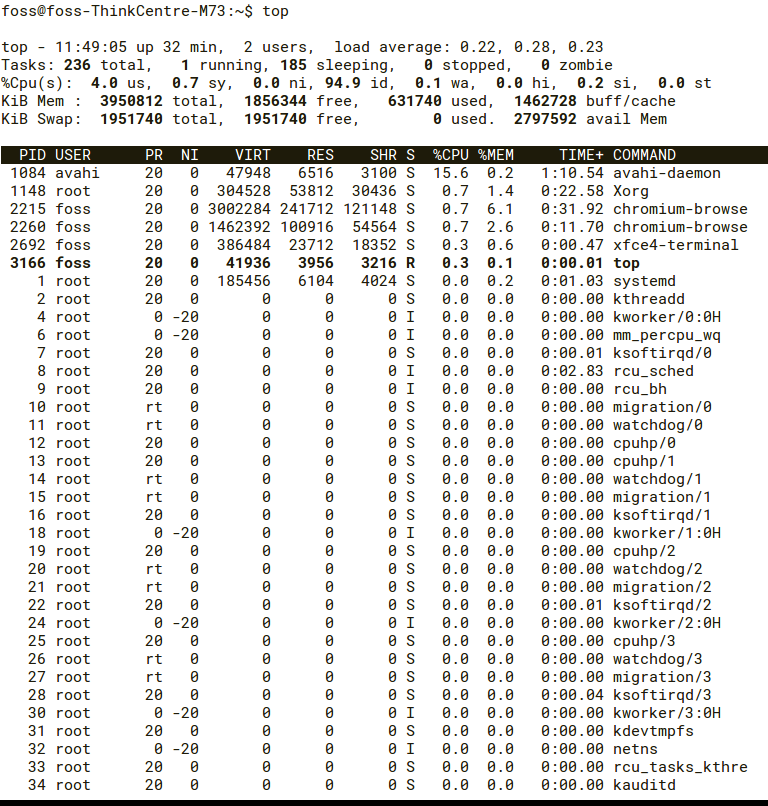 foss@foss-ThinkCentre-M73:~$ top

top - 11:49:05 up 32 min,  2 users,  load average: 0.22, 0.28, 0.23
Tasks: 236 total,   1 running, 185 sleeping,   0 stopped,   0 zombie
%Cpu(s):  4.0 us,  0.7 sy,  0.0 ni, 94.9 id,  0.1 wa,  0.0 hi,  0.2 si,  0.0 st
KiB Mem :  3950812 total,  1856344 free,   631740 used,  1462728 buff/cache
KiB Swap:  1951740 total,  1951740 free,        0 used.  2797592 avail Mem

  PID USER      PR  NI    VIRT    RES    SHR S  %CPU %MEM     TIME+ COMMAND
 1084 avahi     20   0   47948   6516   3100 S  15.6  0.2   1:10.54 avahi-daemon
 1148 root      20   0  304528  53812  30436 S   0.7  1.4   0:22.58 Xorg
 2215 foss      20   0 3002284 241712 121148 S   0.7  6.1   0:31.92 chromium-browse
 2260 foss      20   0 1462392 100916  54564 S   0.7  2.6   0:11.70 chromium-browse
 2692 foss      20   0  386484  23712  18352 S   0.3  0.6   0:00.47 xfce4-terminal
 3166 foss      20   0   41936   3956   3216 R   0.3  0.1   0:00.01 top
    1 root      20   0  185456   6104   4024 S   0.0  0.2   0:01.03 systemd
    2 root      20   0       0      0      0 S   0.0  0.0   0:00.00 kthreadd
    4 root       0 -20       0      0      0 I   0.0  0.0   0:00.00 kworker/0:0H
    6 root       0 -20       0      0      0 I   0.0  0.0   0:00.00 mm_percpu_wq
    7 root      20   0       0      0      0 S   0.0  0.0   0:00.01 ksoftirqd/0
    8 root      20   0       0      0      0 I   0.0  0.0   0:02.83 rcu_sched
    9 root      20   0       0      0      0 I   0.0  0.0   0:00.00 rcu_bh
   10 root      rt   0       0      0      0 S   0.0  0.0   0:00.00 migration/0
   11 root      rt   0       0      0      0 S   0.0  0.0   0:00.00 watchdog/0
   12 root      20   0       0      0      0 S   0.0  0.0   0:00.00 cpuhp/0
   13 root      20   0       0      0      0 S   0.0  0.0   0:00.00 cpuhp/1
   14 root      rt   0       0      0      0 S   0.0  0.0   0:00.00 watchdog/1
   15 root      rt   0       0      0      0 S   0.0  0.0   0:00.00 migration/1
   16 root      20   0       0      0      0 S   0.0  0.0   0:00.00 ksoftirqd/1
   18 root       0 -20       0      0      0 I   0.0  0.0   0:00.00 kworker/1:0H
   19 root      20   0       0      0      0 S   0.0  0.0   0:00.00 cpuhp/2
   20 root      rt   0       0      0      0 S   0.0  0.0   0:00.00 watchdog/2
   21 root      rt   0       0      0      0 S   0.0  0.0   0:00.00 migration/2
   22 root      20   0       0      0      0 S   0.0  0.0   0:00.01 ksoftirqd/2
   24 root       0 -20       0      0      0 I   0.0  0.0   0:00.00 kworker/2:0H
   25 root      20   0       0      0      0 S   0.0  0.0   0:00.00 cpuhp/3
   26 root      rt   0       0      0      0 S   0.0  0.0   0:00.00 watchdog/3
   27 root      rt   0       0      0      0 S   0.0  0.0   0:00.00 migration/3
   28 root      20   0       0      0      0 S   0.0  0.0   0:00.04 ksoftirqd/3
   30 root       0 -20       0      0      0 I   0.0  0.0   0:00.00 kworker/3:0H
   31 root      20   0       0      0      0 S   0.0  0.0   0:00.00 kdevtmpfs
   32 root       0 -20       0      0      0 I   0.0  0.0   0:00.00 netns
   33 root      20   0       0      0      0 S   0.0  0.0   0:00.00 rcu_tasks_kthre
   34 root      20   0       0      0      0 S   0.0  0.0   0:00.00 kauditd